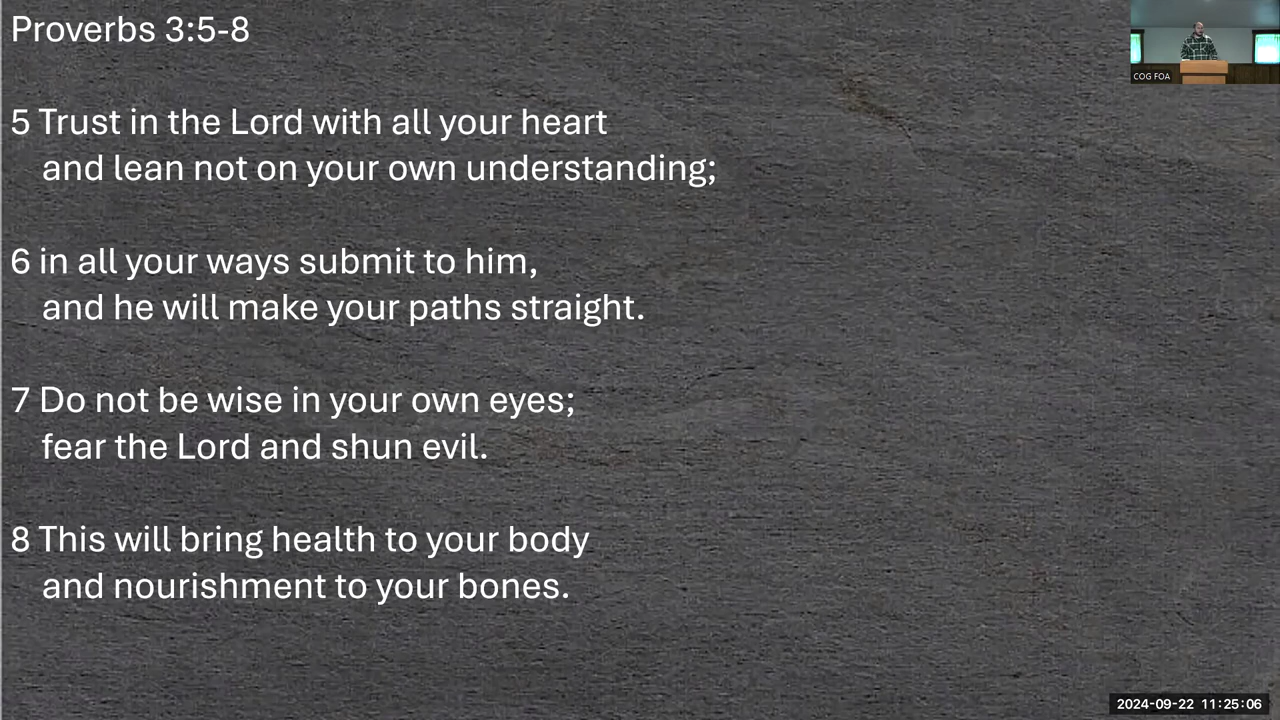 Proverbs 3:5-8
COG FOA
5 Trust in the Lord with all your heart
and lean not on your own understanding;
6 in all your ways submit to him,
and he will make your paths straight.
7 Do not be wise in your own eyes;
fear the Lord and shun evil.
8 This will bring health to your body
and nourishment to your bones.
2024-09-22 11:25:06